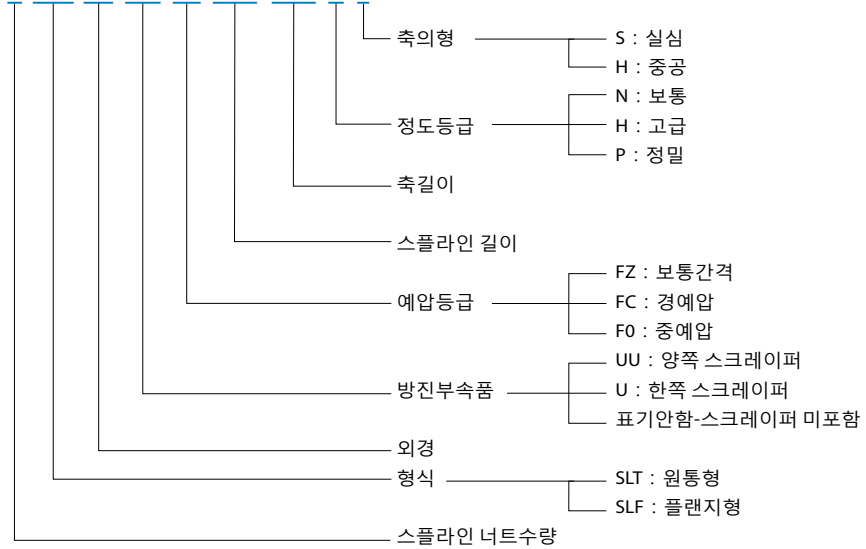 축의형
S : 실심
H : 중공
정도등급
N : 보통
H : 고급
P : 정밀
축길이
스플라인 길이
예압등급
FZ : 보통간격
FC : 경예압
F0 : 중예압
방진부속품
UU : 양쪽 스크레이퍼
U : 한쪽 스크레이퍼
표기안함-스크레이퍼 미포함
외경
형식
SLT : 원통형
SLF : 플랜지형
스플라인 너트수량